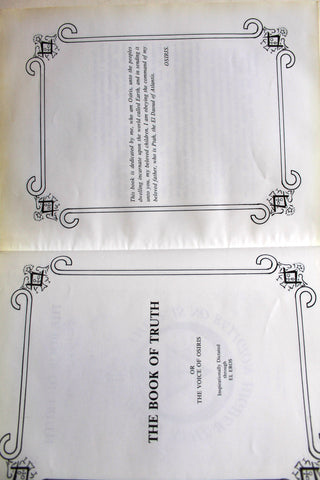 This book is dedicated by me, who am Osiris, unto the peoples
dwelling incarnate upon the world called Earth, and in sending it
unto you, my beloved children, I am obeying the command of my
beloved father, who is Ptah, the El Daoud of Atlantis.
OSIRIS.
THE BOOK OF TRUTH
OR
THE VOICE OF OSIRIS
Inspirationally Dictated
through
EL EROS